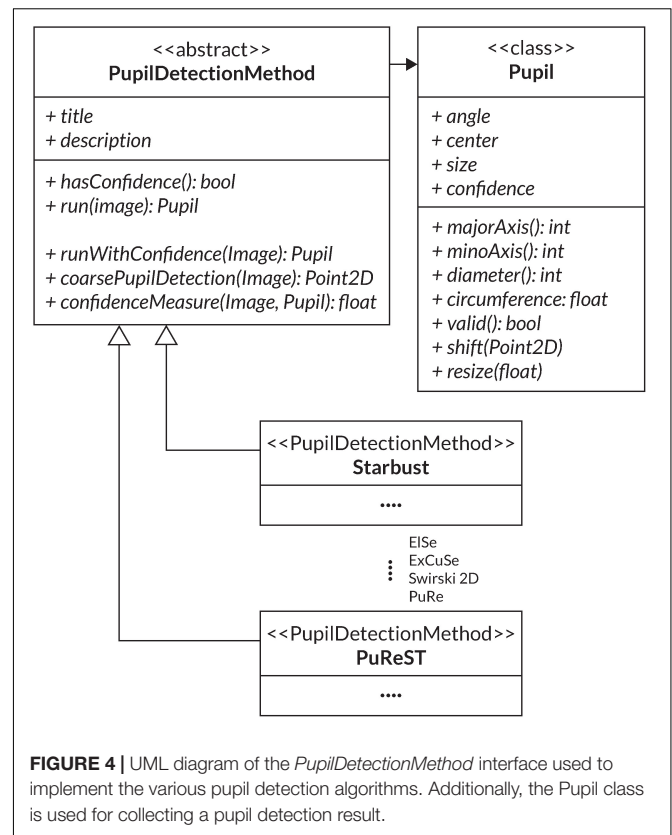 <<abstract>>
PupilDetectionMethod
+ title
+ description
+ hasConfidence(): bool
+ run(image): Pupil
+ runWithConfidence(Image): Pupil
+ coarsePupilDetection(Image): Point2D
+ confidenceMeasure(Image, Pupil): float
<<class>>
Pupil
+ angle
+ center
+ size
+ confidence
+ majorAxis(): int
+ minoAxis(): int
+ diameter(): int
+ circumference: float
+ valid(): bool
+ shift(Point2D)
+ resize(float)
<<PupilDetectionMethod>>
Starbust
....
ElSe
ExCuSe
Swirski 2D
PuRe
<<PupilDetectionMethod>>
PuReST
....
FIGURE 4 | UML diagram of the PupilDetectionMethod interface used to
implement the various pupil detection algorithms. Additionally, the Pupil class
is used for collecting a pupil detection result.